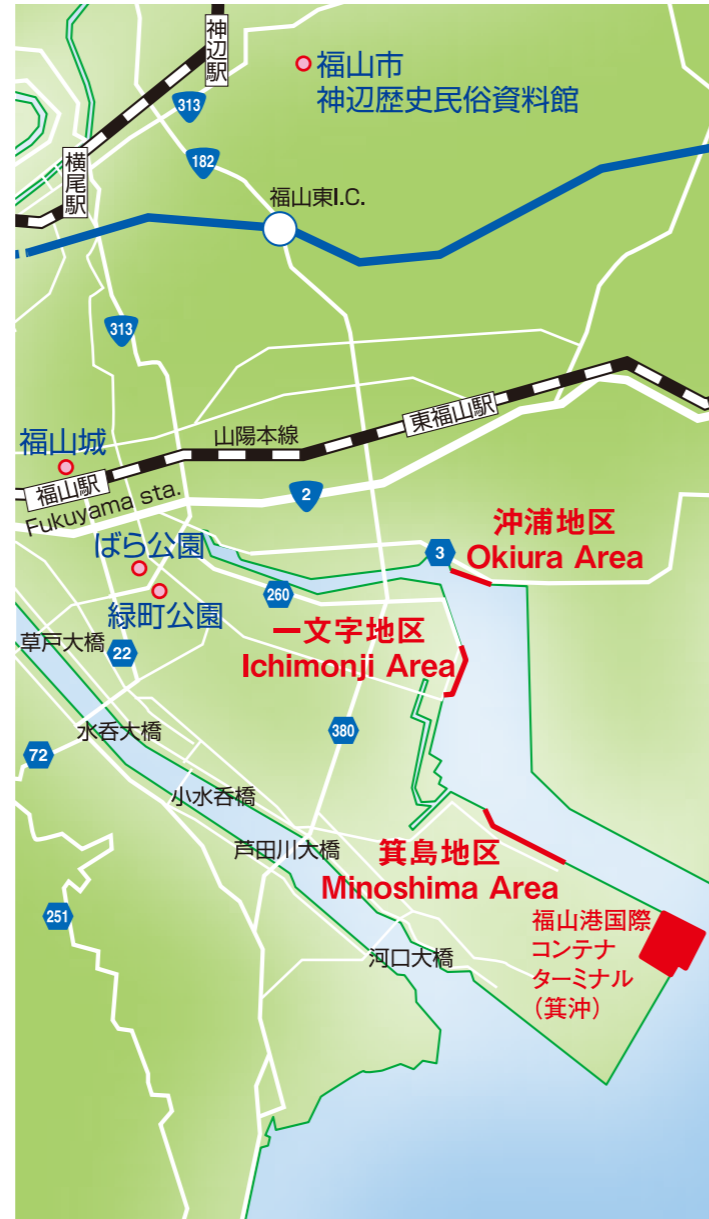 神辺駅
福山市
神辺歴史民俗資料館
313
182
横尾駅
福山東I.C.
313
東福山駅
山陽本線
福山城
福山駅
Fukuyama sta.
2
沖浦地区
Okiura Area
3
ばら公園
緑町公園
260
一文字地区
Ichimonji Area
草戸大橋
22
水呑大橋
72
380
小水呑橋
芦田川大橋
箕島地区
Minoshima Area
251
福山港国際
コンテナ
ターミナル
(箕沖)
河口大橋